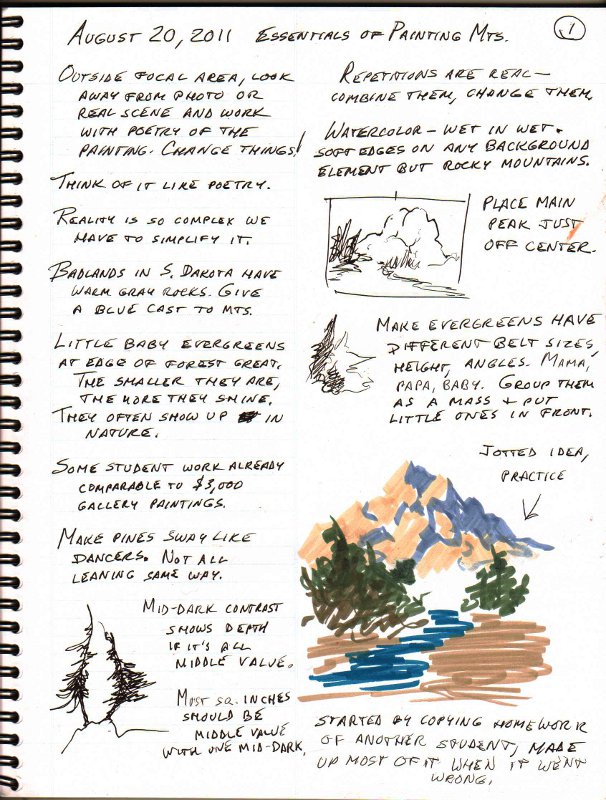 AUGUST 20, 2011 ESSENTIALS OF PAINTING MTS.
1
OUTSIDE FOCAL AREA, LOOK
AWAY FROM PHOTO OR
REAL SCENE AND WORK
WITH POETRY OF THE
PAINTING. CHANGE THINGS!
THINK OF IT LIKE POETRY.
REALITY IS SO COMPLEX WE
HAVE TO SIMPLIFY IT.
BADLANDS IN S. DAKOTA HAVE
WARM GRAY ROCKS. GIVE
A BLUE CAST TO MTS.
LITTLE BABY EVERGREENS
AT EDGE OF FOREST GREAT.
THE SMALLER THEY ARE,
THE MORE THEY SHINE.
THEY OFTEN SHOW UP IN
NATURE.
SOME STUDENT WORK ALREADY
COMPARABLE TO $3,000
GALLERY PAINTINGS.
MAKE PINES SWAY LIKE
DANCERS. NOT ALL
LEANING SAME WAY.
MID-DARK CONTRAST
SHOWS DEPTH
IF IT'S ALL
MIDDLE VALUE.
MOST SQ. INCHES
SHOULD BE
MIDDLE VALUE
WITH ONE MID-DARK.
REPETITIONS ARE REAL—
COMBINE THEM, CHANGE THEM.
WATERCOLOR – WET IN WET +
SOFT EDGES ON ANY BACKGROUND
ELEMENT BUT ROCKY MOUNTAINS.
PLACE MAIN
PEAK JUST
OFF CENTER.
MAKE EVERGREENS HAVE
DIFFERENT BELT SIZES,
HEIGHT, ANGLES. MAMA,
PAPA, BABY. GROUP THEM
AS A MASS + PUT
LITTLE ONES IN FRONT.
JOTTED IDEA,
PRACTICE
STARTED BY COPYING HOMEWORK
OF ANOTHER STUDENT, MADE
UP MOST OF IT WHEN IT WENT
WRONG.